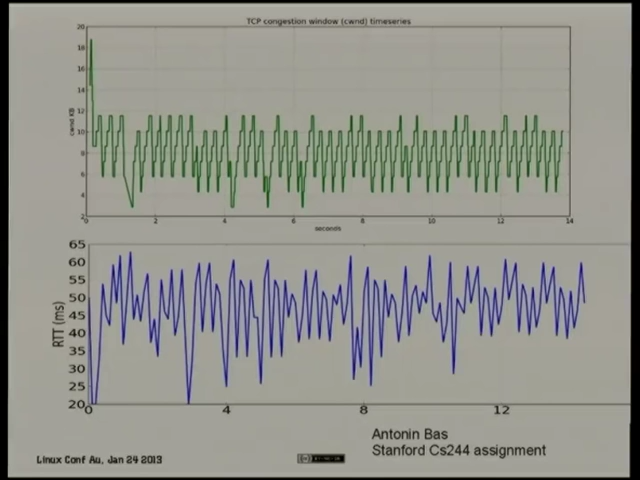 TCP congestion window (cwnd) timeseries
20
18
16
14
12
10
8
6
4
2
cwnd KB
0 2 4 6 8 10 12 14
seconds
65
60
55
50
45
40
35
30
25
20
RTT (ms)
0 4 8 12
Antonin Bas
Stanford Cs244 assignment
Linux Conf Au, Jan 24 2013